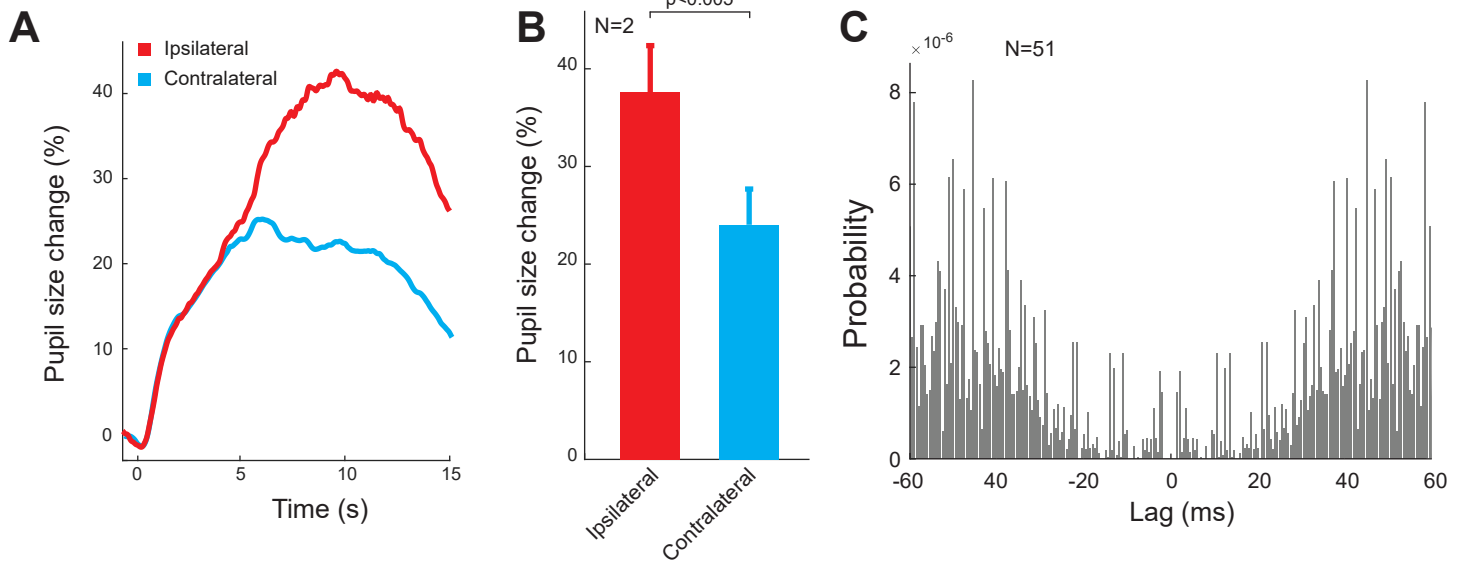 A
Ipsilateral
Contralateral
40
30
20
10
0
Pupil size change (%)
0 5 10 15
Time (s)
B
p<0.005
N=2
40
30
20
10
0
Pupil size change (%)
Ipsilateral
Contralateral
C
×10-6
N=51
8
6
4
2
0
Probability
-60 40 -20 0 20 40 60
Lag (ms)